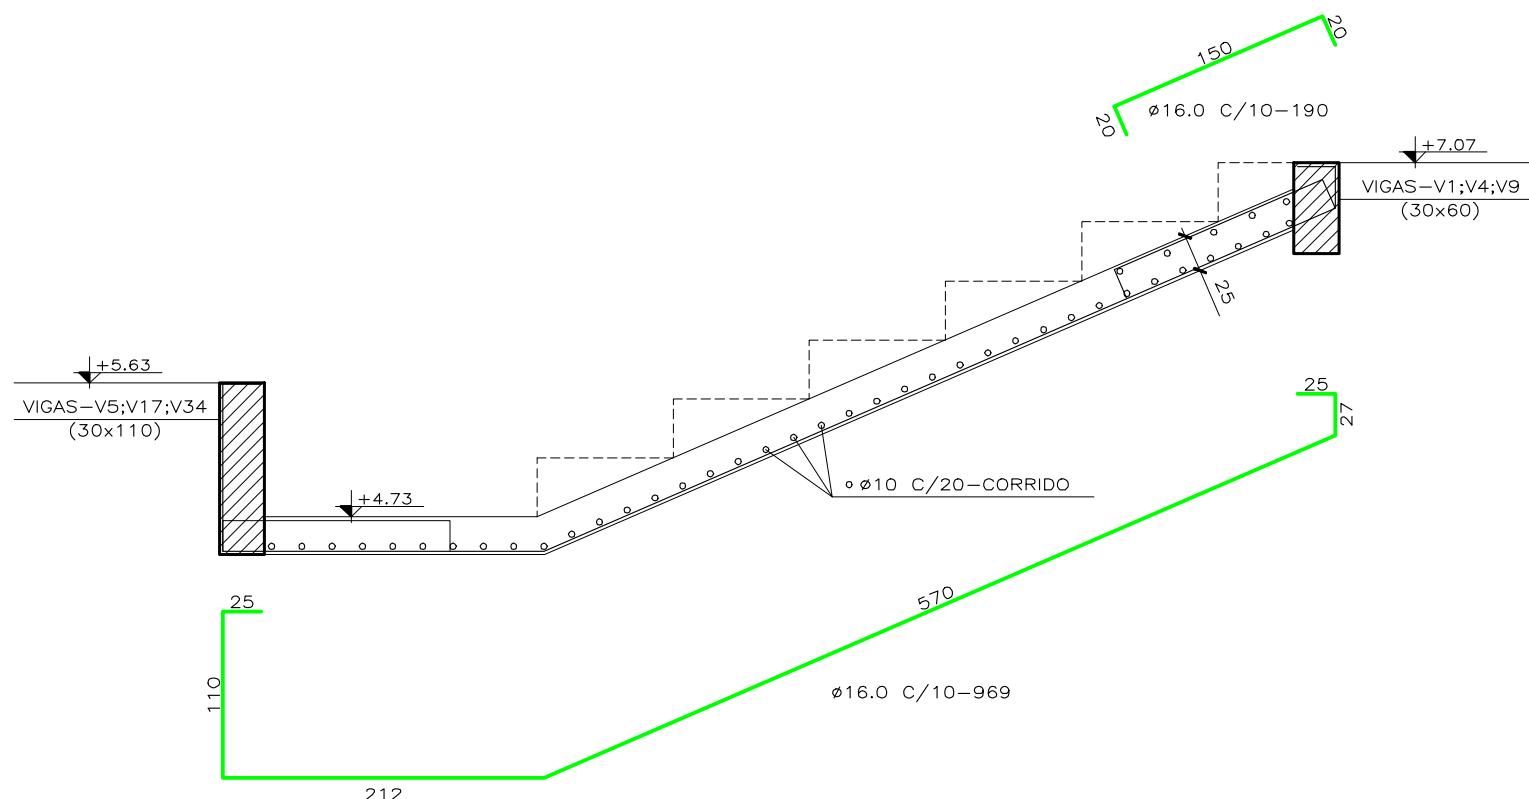 150
20
20
ø16.0 C/10-190
+7.07
VIGAS-V1;V4;V9
(30x60)
25
+5.63
VIGAS-V5;V17;V34
(30x110)
+4.73
ø10 C/20-CORRIDO
25
27
570
25
110
ø16.0 C/10-969
212